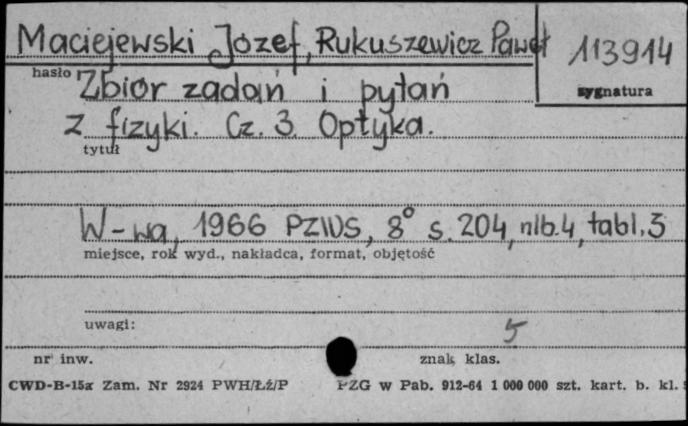 Maciejewski Józef, Rukuszewicz Paweł 113914
hasło
sygnatura
Zbiór zadań i pytań
z fizyki. Cz. 3. Optyka.
tytuł
W-wa, 1966 PZWS, 8° s. 204, nlb. 4, tabl. 3
miejsce, rok wyd., nakładca, format, objętość
uwagi:
5
nr inw. znak klas.
CWD-B-15a Zam. Nr 2924 PWH/Łź/P PZG w Pab. 912-64 1 000 000 szt. kart. b. kl.